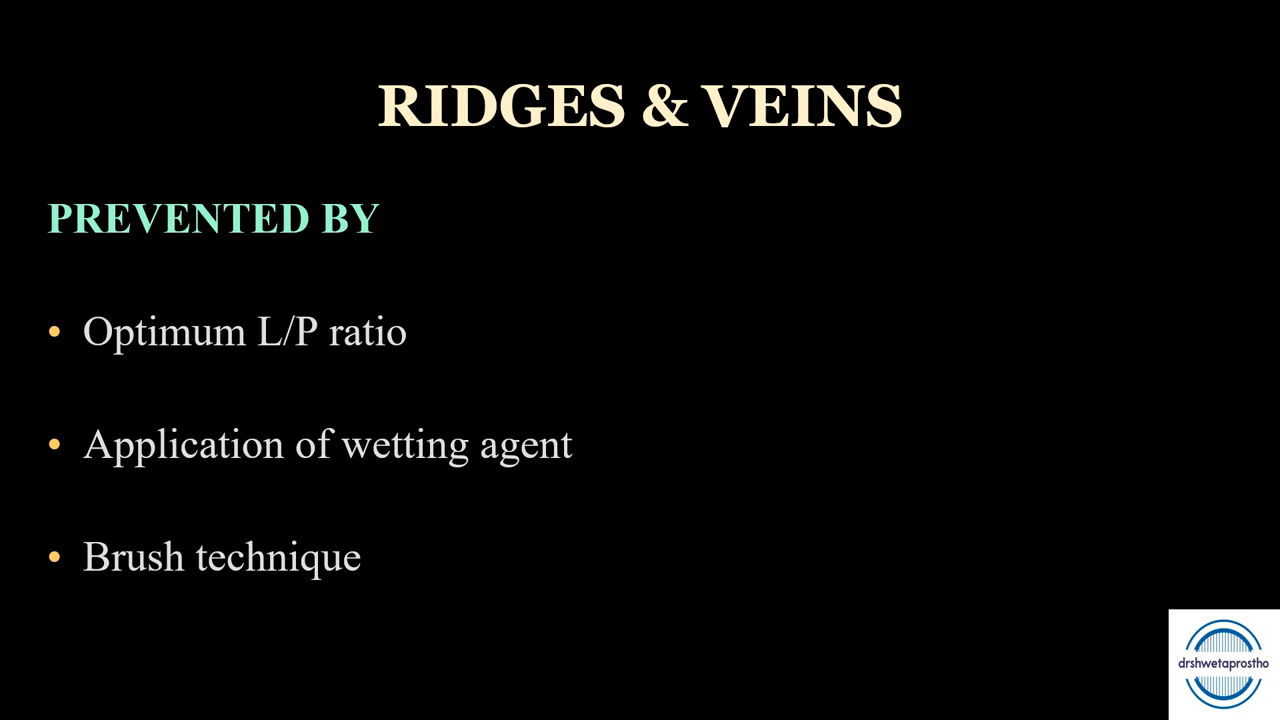 RIDGES & VEINS
PREVENTED BY
• Optimum L/P ratio
• Application of wetting agent
• Brush technique
drshwetaprostho